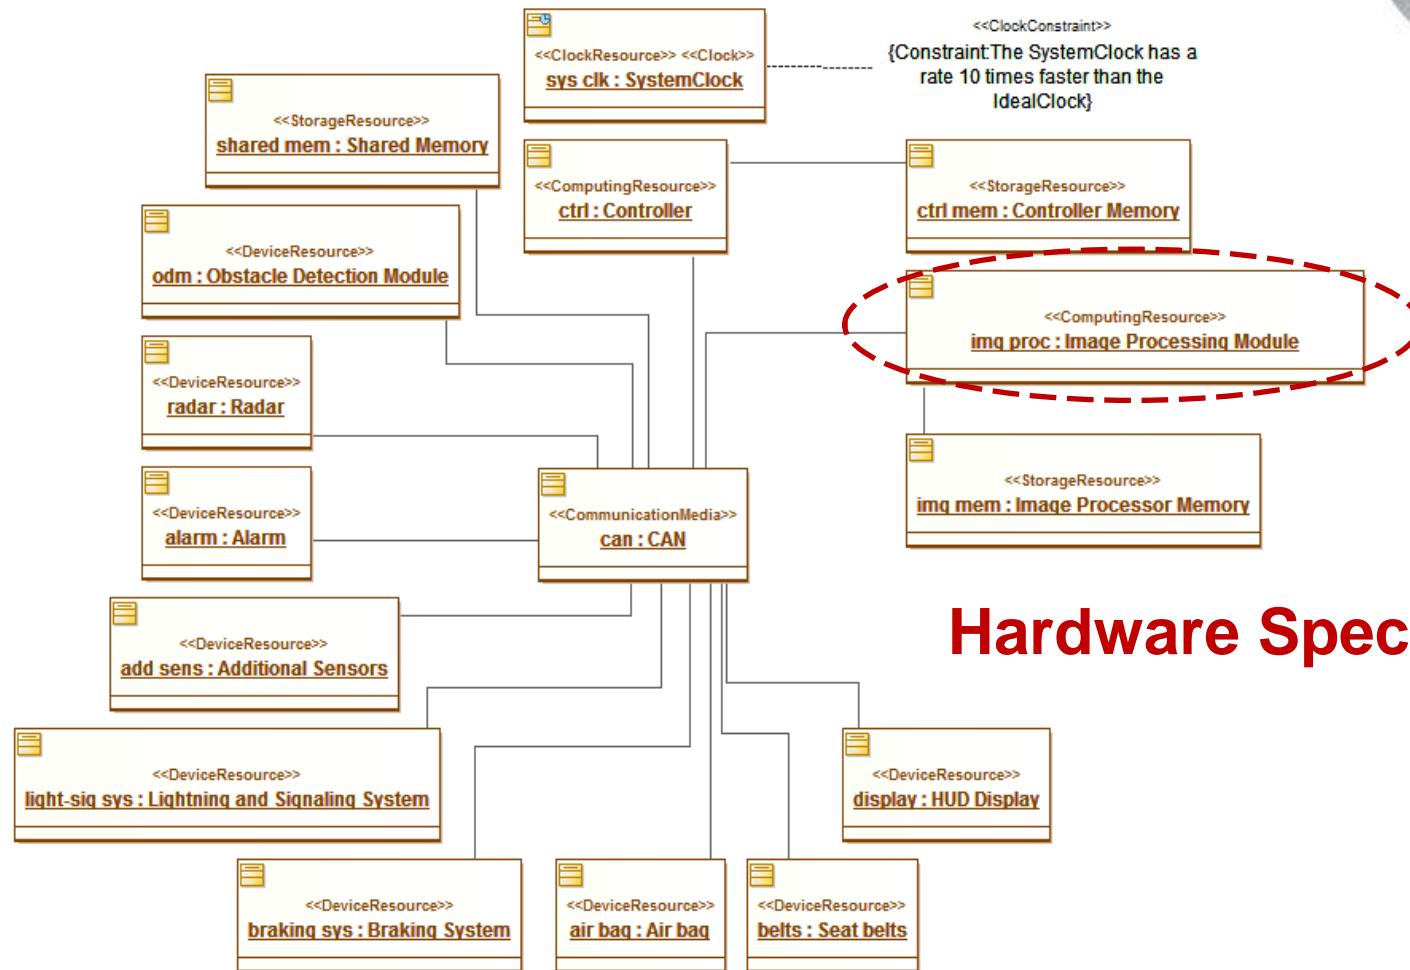 <<ClockResource>> <<Clock>>
sys clk : SystemClock
<<ClockConstraint>>
{Constraint:The SystemClock has a
rate 10 times faster than the
IdealClock}
<<StorageResource>>
shared mem : Shared Memory
<<ComputingResource>>
ctrl : Controller
<<StorageResource>>
ctrl mem : Controller Memory
<<DeviceResource>>
odm : Obstacle Detection Module
<<ComputingResource>>
img proc : Image Processing Module
<<DeviceResource>>
radar : Radar
<<StorageResource>>
img mem : Image Processor Memory
<<DeviceResource>>
alarm : Alarm
<<CommunicationMedia>>
can : CAN
Hardware Spec
<<DeviceResource>>
add sens : Additional Sensors
<<DeviceResource>>
light-sig sys : Lightning and Signaling System
<<DeviceResource>>
display : HUD Display
<<DeviceResource>>
braking sys : Braking System
<<DeviceResource>>
air bag : Air bag
<<DeviceResource>>
belts : Seat belts